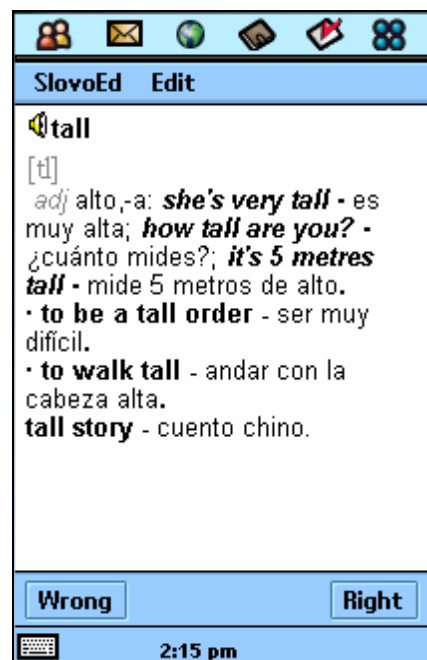 SlovoEd Edit
tall
[tl]
adj alto,-a: she's very tall - es
muy alta; how tall are you? -
¿cuánto mides?; it's 5 metres
tall - mide 5 metros de alto.
· to be a tall order - ser muy
difícil.
· to walk tall - andar con la
cabeza alta.
tall story - cuento chino.
Wrong Right
2:15 pm